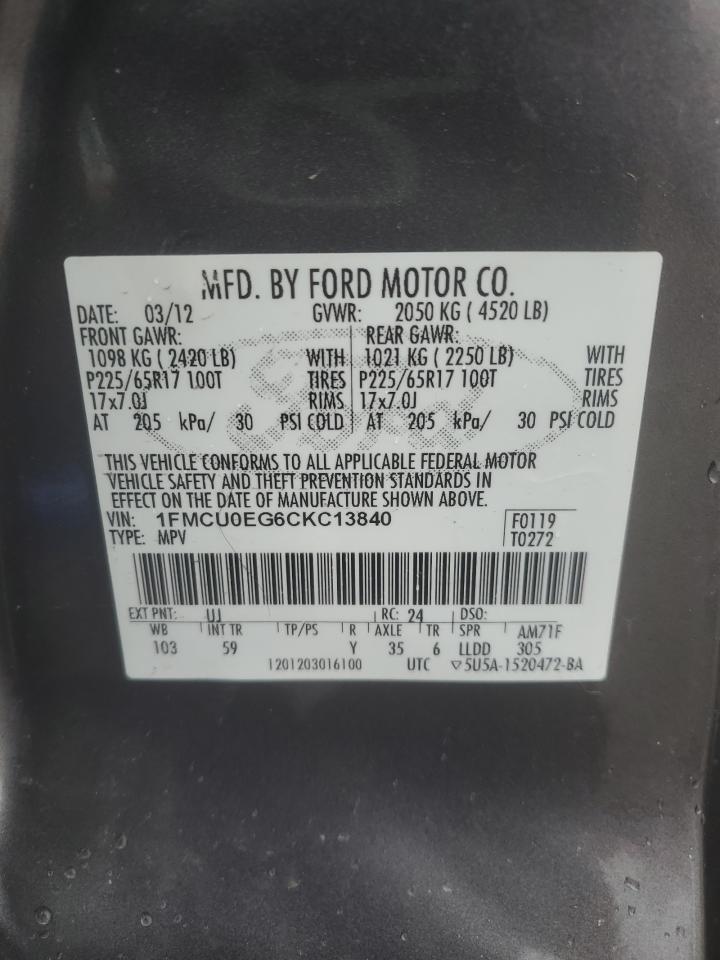 MFD. BY FORD MOTOR CO.
DATE: 03/12 GVWR: 2050 KG ( 4520 LB)
FRONT GAWR: REAR GAWR:
1098 KG ( 2420 LB) WITH 1021 KG ( 2250 LB) WITH
P225/65R17 100T TIRES P225/65R17 100T TIRES
17x7.0J RIMS 17x7.0J RIMS
AT 205 kPa/ 30 PSI COLD AT 205 kPa/ 30 PSI COLD
THIS VEHICLE CONFORMS TO ALL APPLICABLE FEDERAL MOTOR
VEHICLE SAFETY AND THEFT PREVENTION STANDARDS IN
EFFECT ON THE DATE OF MANUFACTURE SHOWN ABOVE.
VIN: 1FMCU0EG6CKC13840 F0119
TYPE: MPV T0272
EXT PNT: UJ RC: 24 DSO:
WB INT TR TP/PS R AXLE TR SPR AM71F
103 59 Y 35 6 LLDD 305
1201203016100 UTC ▽5U5A-1520472-BA